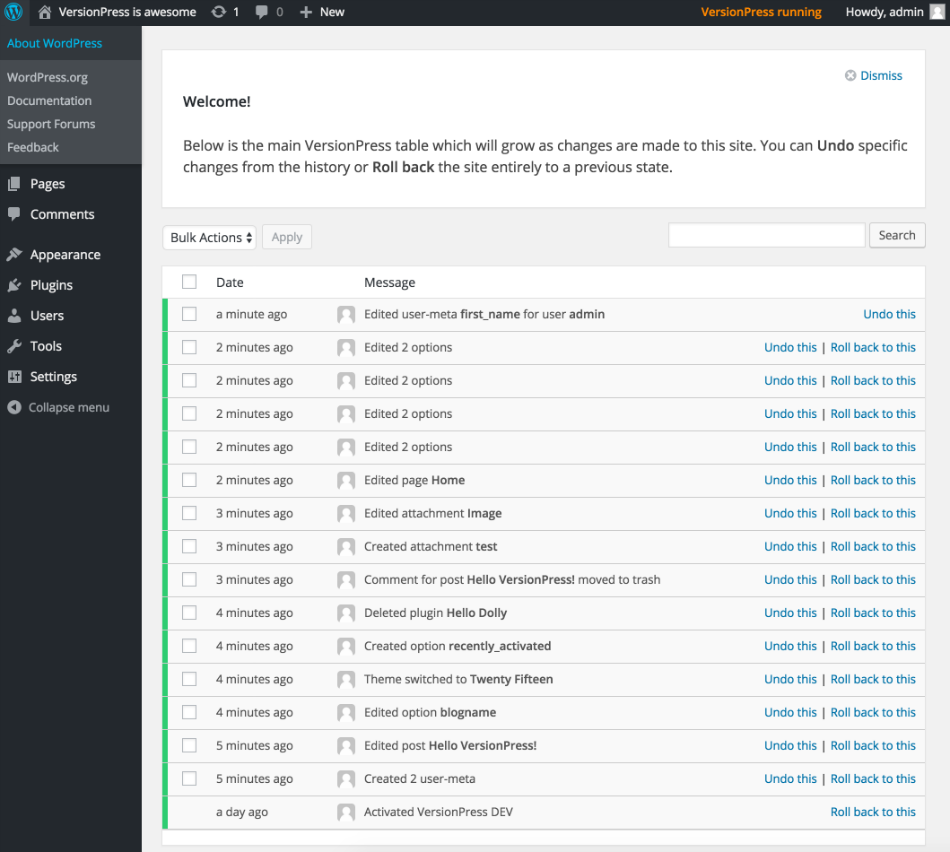 VersionPress is awesome 1 0 + New VersionPress running Howdy, admin
About WordPress
WordPress.org
Documentation
Support Forums
Feedback
Pages
Comments
Appearance
Plugins
Users
Tools
Settings
Collapse menu
Dismiss
Welcome!
Below is the main VersionPress table which will grow as changes are made to this site. You can Undo specific
changes from the history or Roll back the site entirely to a previous state.
Bulk Actions Apply Search
Date Message
a minute ago Edited user-meta first_name for user admin Undo this
2 minutes ago Edited 2 options Undo this | Roll back to this
2 minutes ago Edited 2 options Undo this | Roll back to this
2 minutes ago Edited 2 options Undo this | Roll back to this
2 minutes ago Edited 2 options Undo this | Roll back to this
2 minutes ago Edited page Home Undo this | Roll back to this
3 minutes ago Edited attachment Image Undo this | Roll back to this
3 minutes ago Created attachment test Undo this | Roll back to this
3 minutes ago Comment for post Hello VersionPress! moved to trash Undo this | Roll back to this
4 minutes ago Deleted plugin Hello Dolly Undo this | Roll back to this
4 minutes ago Created option recently_activated Undo this | Roll back to this
4 minutes ago Theme switched to Twenty Fifteen Undo this | Roll back to this
4 minutes ago Edited option blogname Undo this | Roll back to this
5 minutes ago Edited post Hello VersionPress! Undo this | Roll back to this
5 minutes ago Created 2 user-meta Undo this | Roll back to this
a day ago Activated VersionPress DEV Roll back to this